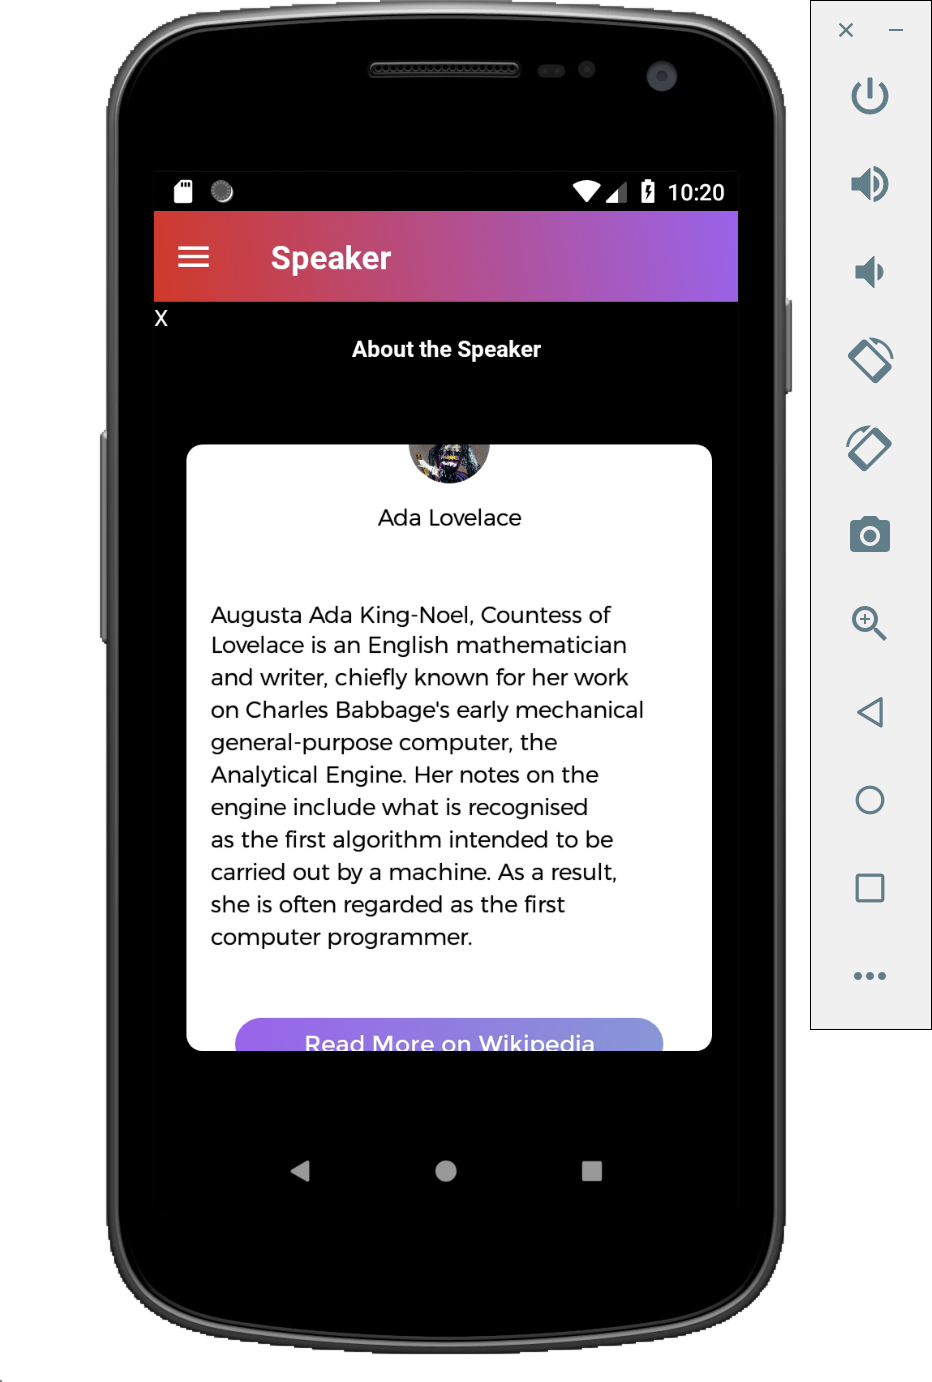 10:20
Speaker
X
About the Speaker
Ada Lovelace
Augusta Ada King-Noel, Countess of
Lovelace is an English mathematician
and writer, chiefly known for her work
on Charles Babbage's early mechanical
general-purpose computer, the
Analytical Engine. Her notes on the
engine include what is recognised
as the first algorithm intended to be
carried out by a machine. As a result,
she is often regarded as the first
computer programmer.
Read More on Wikipedia